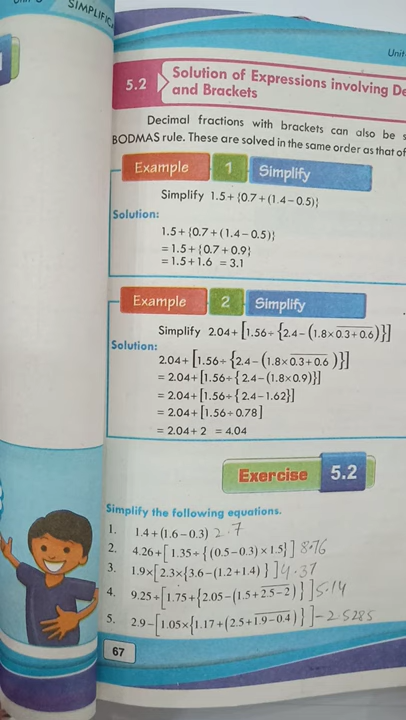 SIMPLIFIC
Unit
5.2 Solution of Expressions involving De
and Brackets
Decimal fractions with brackets can also be s
BODMAS rule. These are solved in the same order as that of
Example 1 Simplify
Simplify 1.5+{0.7+(1.4−0.5)}
Solution:
1.5+{0.7+(1.4−0.5)}
=1.5+{0.7+0.9}
=1.5+1.6 =3.1
Example 2 Simplify
Simplify 2.04+[1.56÷{2.4−(1.8×0.3+0.6)}]
Solution:
2.04+[1.56÷{2.4−(1.8×0.3+0.6)}]
=2.04+[1.56÷{2.4−(1.8×0.9)}]
=2.04+[1.56÷{2.4−1.62}]
=2.04+[1.56÷0.78]
=2.04+2 =4.04
Exercise 5.2
Simplify the following equations.
1. 1.4+(1.6−0.3) 2.7
2. 4.26+[1.35÷{(0.5−0.3)×1.5}] 8.76
3. 1.9×[2.3×{3.6−(1.2+1.4)}] 4.37
4. 9.25÷[1.75+{2.05−(1.5+2.5−2)}] 5.14
5. 2.9−[1.05×{1.17+(2.5+1.9−0.4)}] −2.5285
67